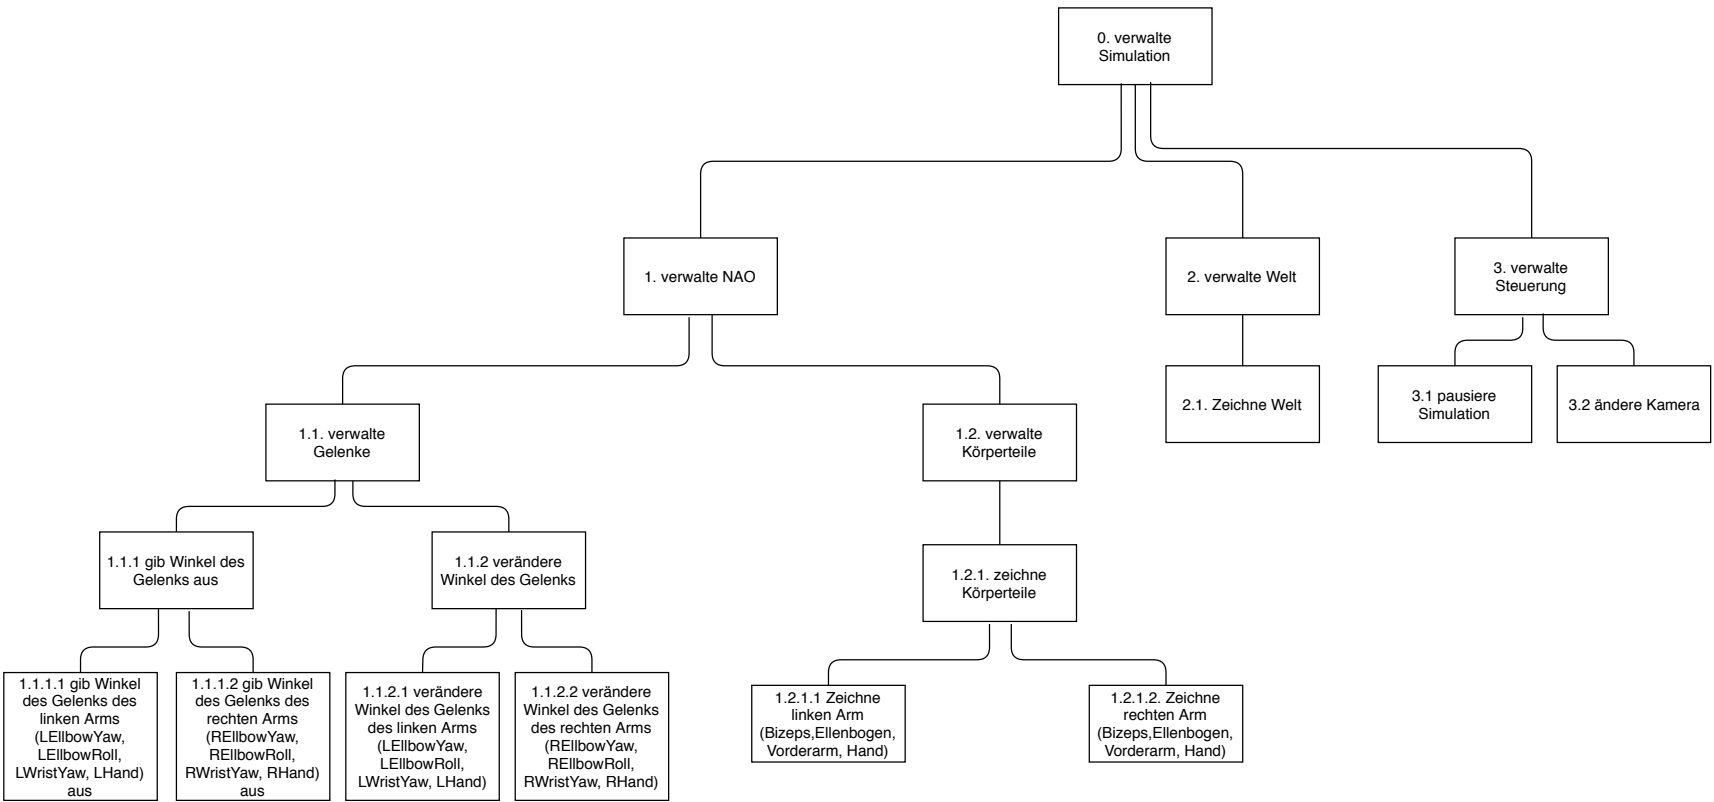 0. verwalte
Simulation
1. verwalte NAO
2. verwalte Welt
3. verwalte
Steuerung
2.1. Zeichne Welt
3.1 pausiere
Simulation
3.2 ändere Kamera
1.1. verwalte
Gelenke
1.2. verwalte
Körperteile
1.1.1 gib Winkel des
Gelenks aus
1.1.2 verändere
Winkel des Gelenks
1.2.1. zeichne
Körperteile
1.1.1.1 gib Winkel
des Gelenks des
linken Arms
(LEllbowYaw,
LEllbowRoll,
LWristYaw, LHand)
aus
1.1.1.2 gib Winkel
des Gelenks des
rechten Arms
(REllbowYaw,
REllbowRoll,
RWristYaw, RHand)
aus
1.1.2.1 verändere
Winkel des Gelenks
des linken Arms
(LEllbowYaw,
LEllbowRoll,
LWristYaw, LHand)
1.1.2.2 verändere
Winkel des Gelenks
des rechten Arms
(REllbowYaw,
REllbowRoll,
RWristYaw, RHand)
1.2.1.1 Zeichne
linken Arm
(Bizeps,Ellenbogen,
Vorderarm, Hand)
1.2.1.2. Zeichne
rechten Arm
(Bizeps,Ellenbogen,
Vorderarm, Hand)